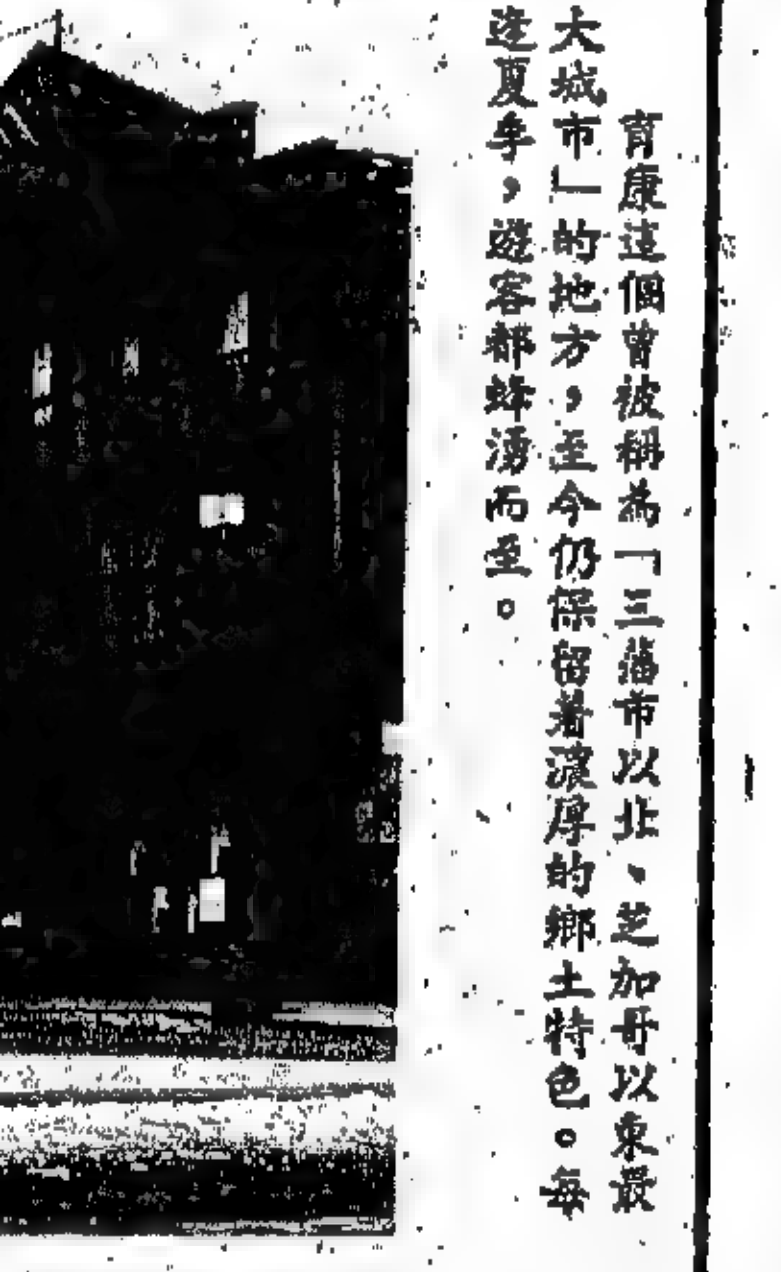 育康這個曾被稱為「三藩市以北、芝加哥以東最
大城市」的地方，至今仍保留着濃厚的鄉土特色。每
逢夏季，遊客都蜂湧而至。